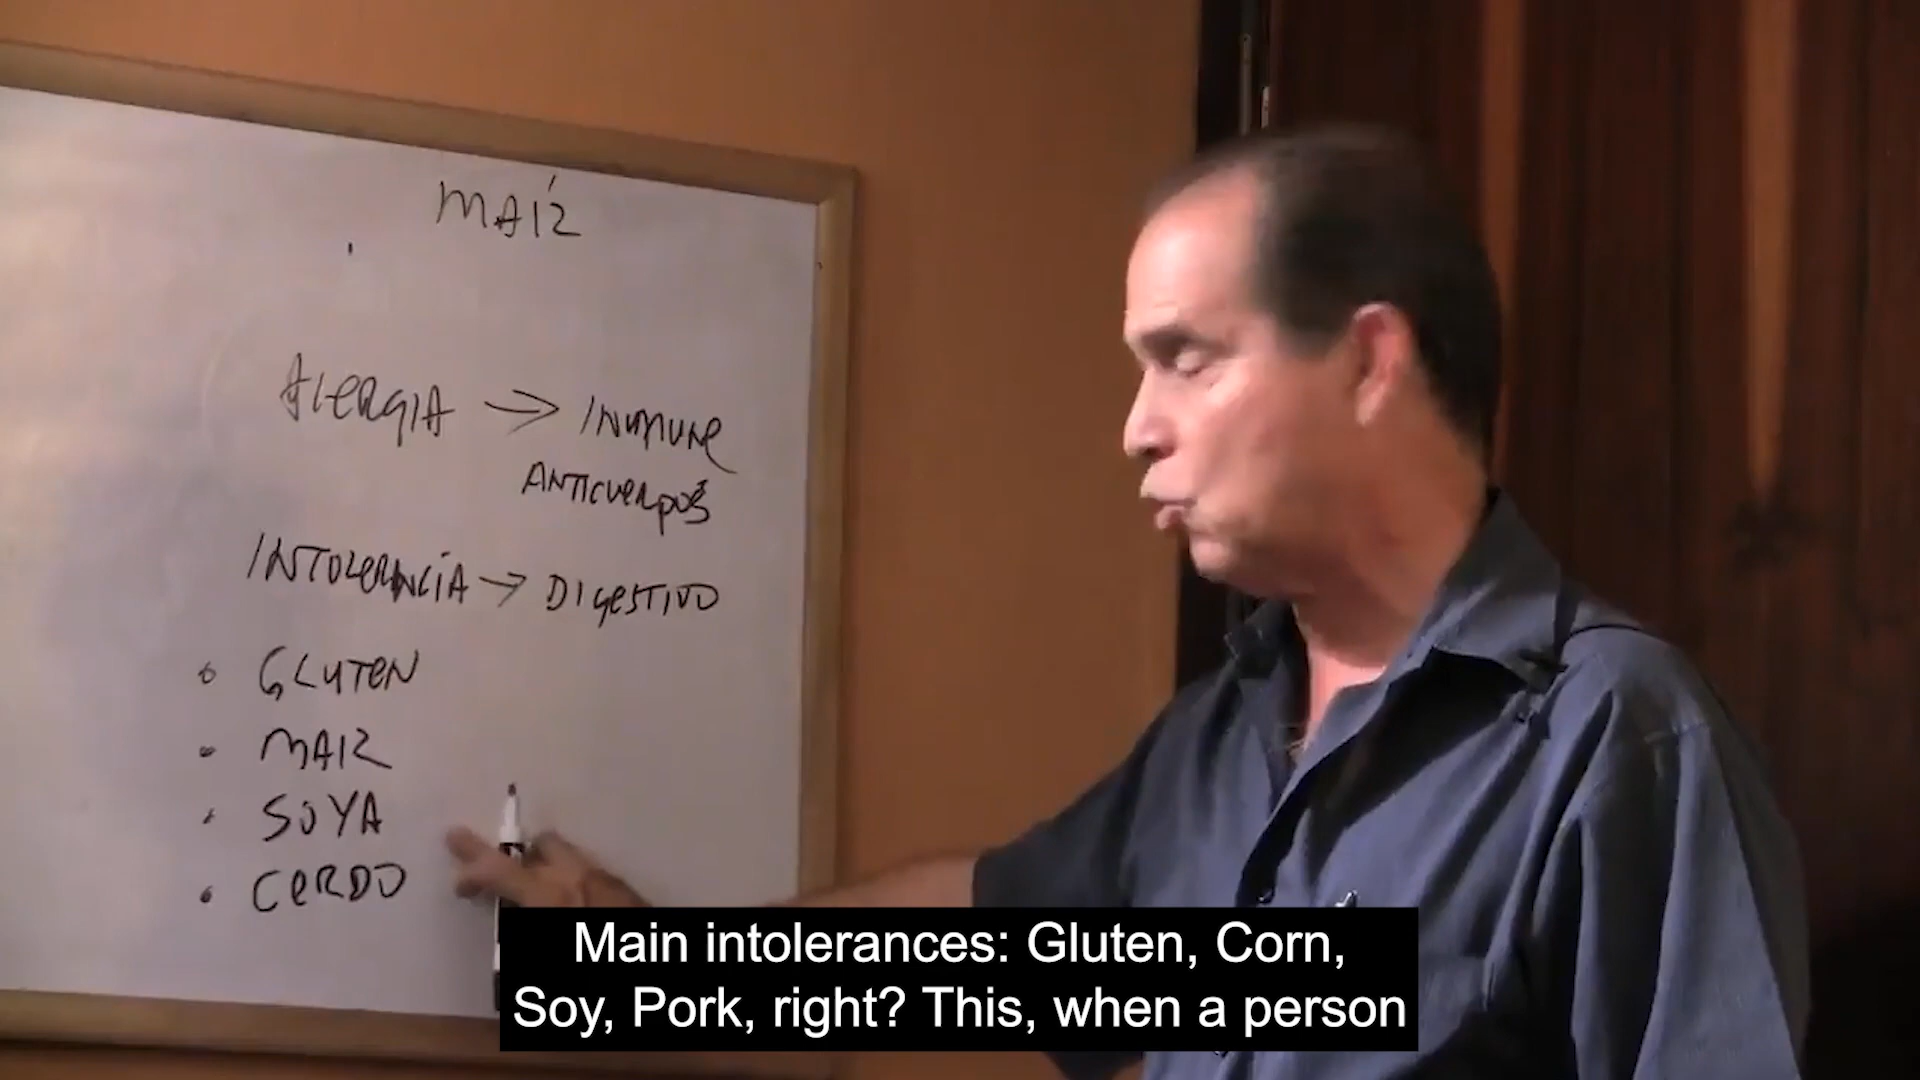 MAÍZ
ALERGIA → INMUNE
ANTICUERPOS
INTOLERANCIA → DIGESTIVO
• GLUTEN
• MAIZ
• SOYA
• CERDO
Main intolerances: Gluten, Corn,
Soy, Pork, right? This, when a person